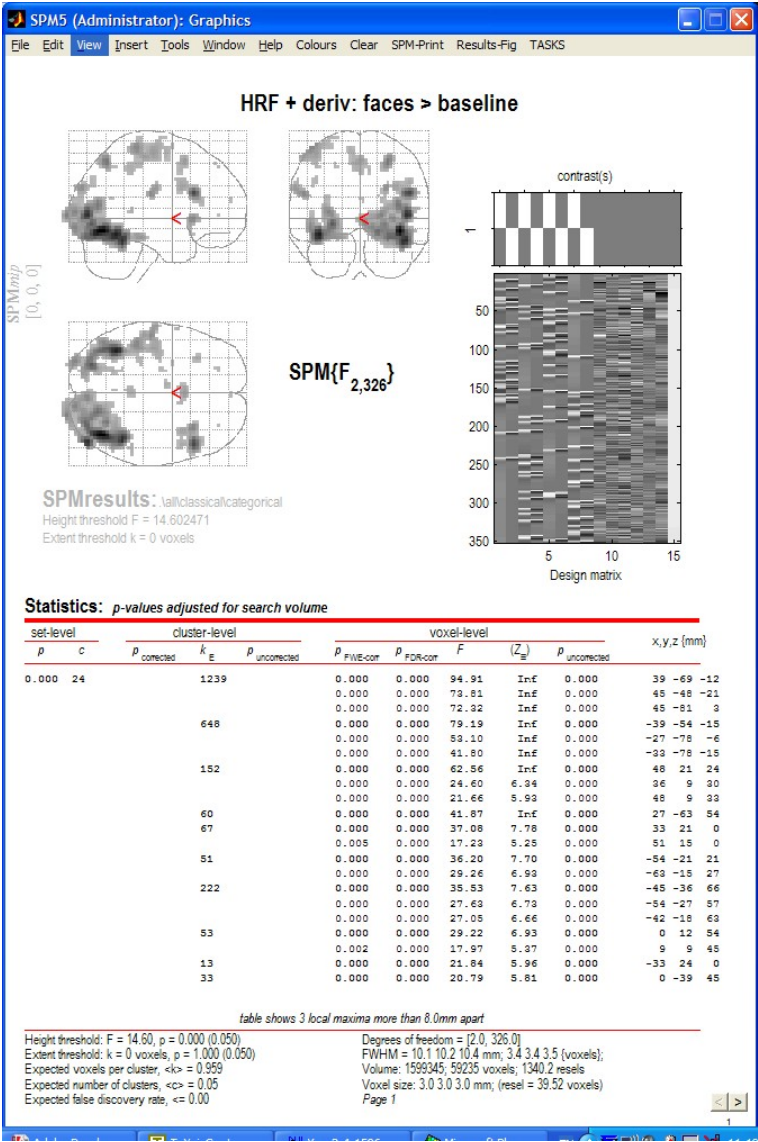 SPM5 (Administrator): Graphics
File Edit View Insert Tools Window Help Colours Clear SPM-Print Results-Fig TASKS
HRF + deriv: faces > baseline
SPMmip
[0, 0, 0]
<
<
<
SPM{F2,326}
contrast(s)
1
50
100
150
200
250
300
350
5 10 15
Design matrix
SPMresults: .\all\classical\categorical
Height threshold F = 14.602471
Extent threshold k = 0 voxels
Statistics: p-values adjusted for search volume
set-level cluster-level voxel-level x,y,z {mm}
p c p corrected k E p uncorrected p FWE-corr p FDR-corr F (Z≡) p uncorrected
0.000 24 1239 0.000 0.000 94.91 Inf 0.000 39 -69 -12
0.000 0.000 73.81 Inf 0.000 45 -48 -21
0.000 0.000 72.32 Inf 0.000 45 -81 3
648 0.000 0.000 79.19 Inf 0.000 -39 -54 -15
0.000 0.000 53.10 Inf 0.000 -27 -78 -6
0.000 0.000 41.80 Inf 0.000 -33 -78 -15
152 0.000 0.000 62.56 Inf 0.000 48 21 24
0.000 0.000 24.60 6.34 0.000 36 9 30
0.000 0.000 21.66 5.93 0.000 48 9 33
60 0.000 0.000 41.87 Inf 0.000 27 -63 54
67 0.000 0.000 37.08 7.78 0.000 33 21 0
0.005 0.000 17.23 5.25 0.000 51 15 0
51 0.000 0.000 36.20 7.70 0.000 -54 -21 21
0.000 0.000 29.26 6.93 0.000 -63 -15 27
222 0.000 0.000 35.53 7.63 0.000 -45 -36 66
0.000 0.000 27.63 6.73 0.000 -54 -27 57
0.000 0.000 27.05 6.66 0.000 -42 -18 63
53 0.000 0.000 29.22 6.93 0.000 0 12 54
0.002 0.000 17.97 5.37 0.000 9 9 45
13 0.000 0.000 21.84 5.96 0.000 -33 24 0
33 0.000 0.000 20.79 5.81 0.000 0 -39 45
table shows 3 local maxima more than 8.0mm apart
Height threshold: F = 14.60, p = 0.000 (0.050)
Extent threshold: k = 0 voxels, p = 1.000 (0.050)
Expected voxels per cluster, <k> = 0.959
Expected number of clusters, <c> = 0.05
Expected false discovery rate, <= 0.00
Degrees of freedom = [2.0, 326.0]
FWHM = 10.1 10.2 10.4 mm; 3.4 3.4 3.5 {voxels};
Volume: 1599345; 59235 voxels; 1340.2 resels
Voxel size: 3.0 3.0 3.0 mm; (resel = 39.52 voxels)
Page 1
< >
1